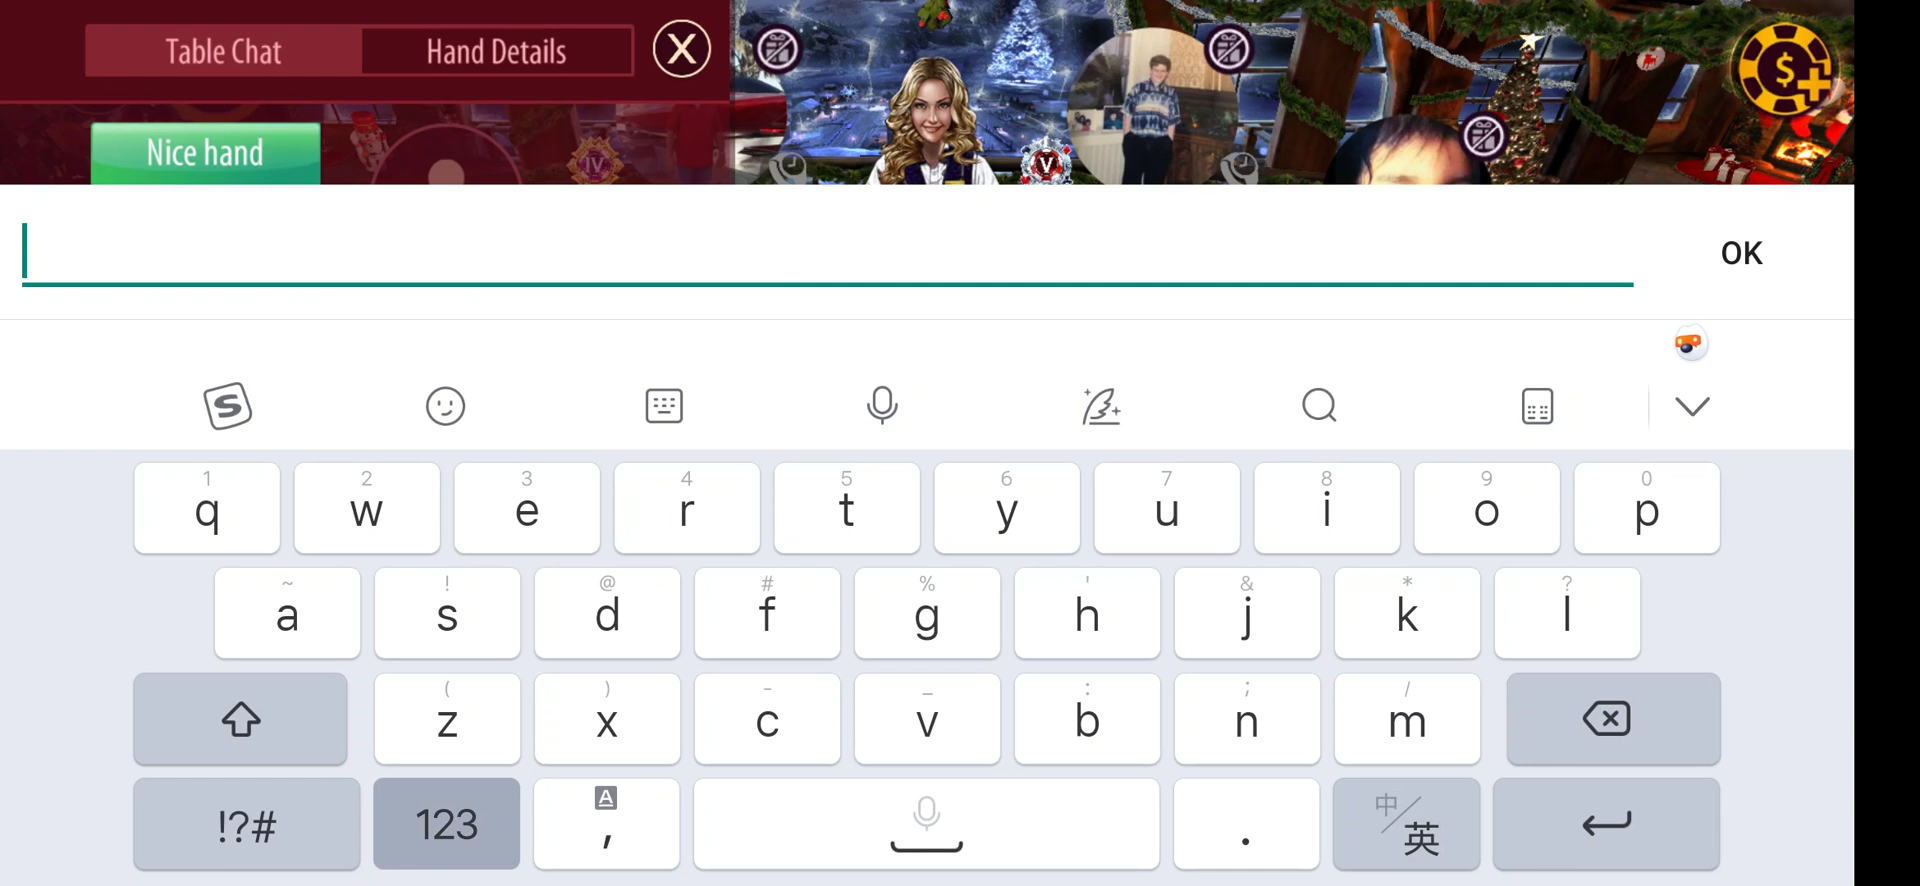 Table Chat Hand Details X
$+
Nice hand
IV
V
OK
S
1 2 3 4 5 6 7 8 9 0
q w e r t y u i o p
~ ! @ # % ' & * ?
a s d f g h j k l
( ) - _ : ; /
z x c v b n m
!?# 123 A , . 中/英